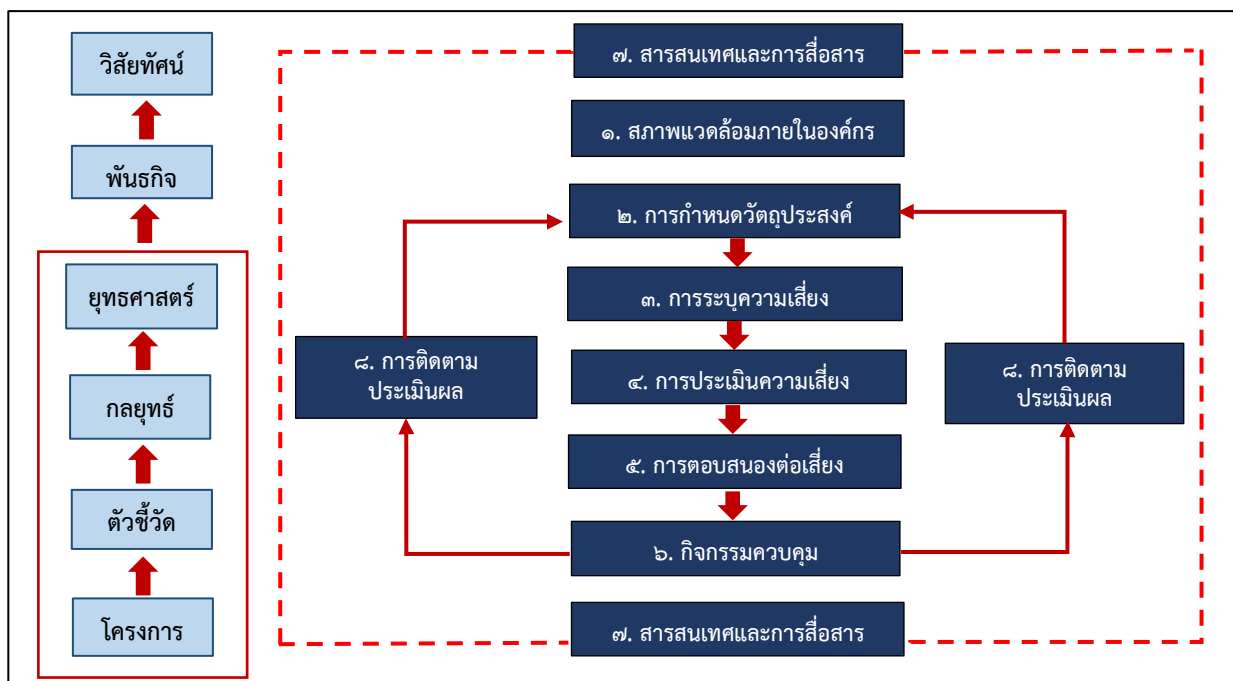 วิสัยทัศน์
พันธกิจ
ยุทธศาสตร์
กลยุทธ์
ตัวชี้วัด
โครงการ
๗. สารสนเทศและการสื่อสาร
๑. สภาพแวดล้อมภายในองค์กร
๒. การกำหนดวัตถุประสงค์
๓. การระบุความเสี่ยง
๘. การติดตาม
ประเมินผล
๔. การประเมินความเสี่ยง
๘. การติดตาม
ประเมินผล
๕. การตอบสนองต่อเสี่ยง
๖. กิจกรรมควบคุม
๗. สารสนเทศและการสื่อสาร